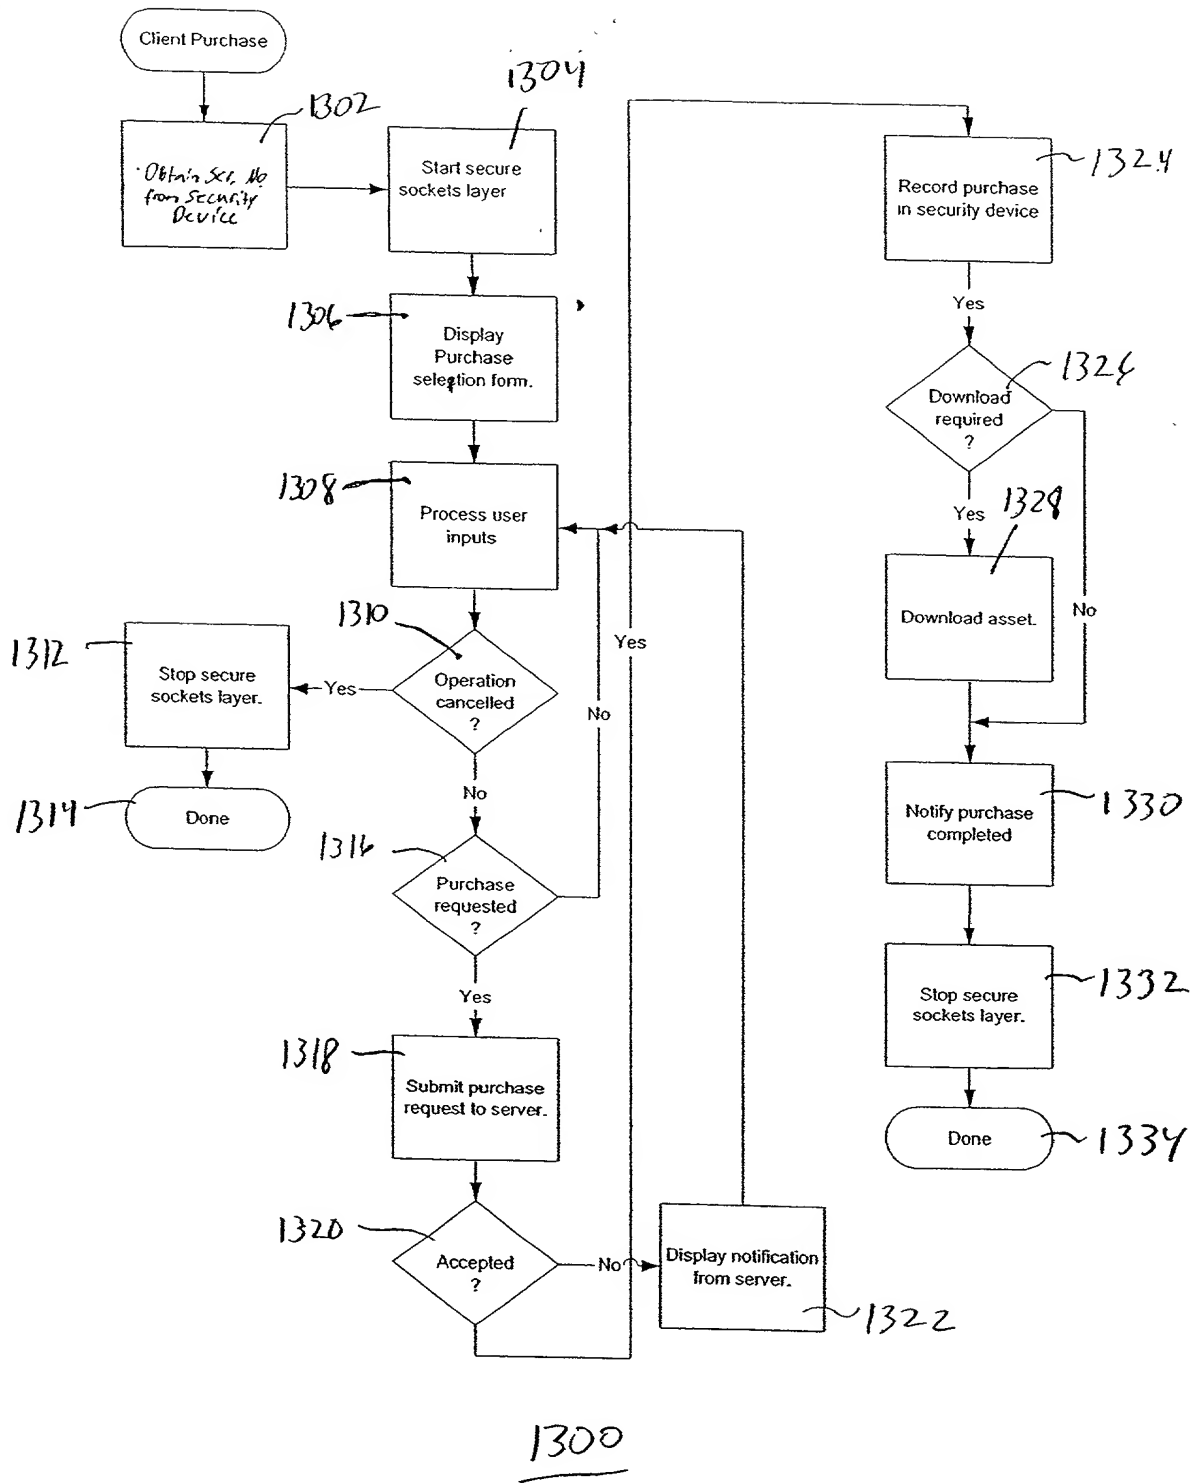 Client Purchase
1302
Obtain Ser. No.
from Security
Device
1304
Start secure
sockets layer
1306
Display
Purchase
selection form.
1308
Process user
inputs
1310
Operation
cancelled
?
Yes
1312
Stop secure
sockets layer.
1314
Done
No
1316
Purchase
requested
?
No
Yes
1318
Submit purchase
request to server.
1320
Accepted
?
No
Display notification
from server.
1322
Yes
1324
Record purchase
in security device
Yes
1326
Download
required
?
No
Yes
1328
Download asset.
1330
Notify purchase
completed
1332
Stop secure
sockets layer.
Done
1334
1300